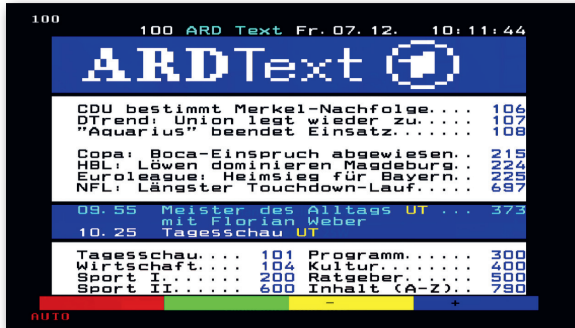 100
100 ARD Text Fr. 07. 12. 10:11:44
ARDText 1
CDU bestimmt Merkel-Nachfolge..... 106
DTrend: Union legt wieder zu..... 107
"Aquarius" beendet Einsatz....... 108
Copa: Boca-Einspruch abgewiesen.. 215
HBL: Löwen dominieren Magdeburg.. 224
Euroleague: Heimsieg für Bayern.. 225
NFL: Längster Touchdown-Lauf..... 697
09.55 Meister des Alltags UT ... 373
mit Florian Weber
10.25 Tagesschau UT
Tagesschau.... 101 Programm...... 300
Wirtschaft.... 104 Kultur........ 400
Sport I....... 200 Ratgeber...... 500
Sport II...... 600 Inhalt (A-Z).. 790
- +
AUTO